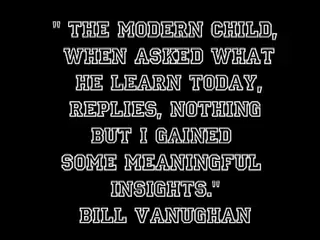 " THE MODERN CHILD,
WHEN ASKED WHAT
HE LEARN TODAY,
REPLIES, NOTHING
BUT I GAINED
SOME MEANINGFUL
INSIGHTS."
BILL VANUGHAN